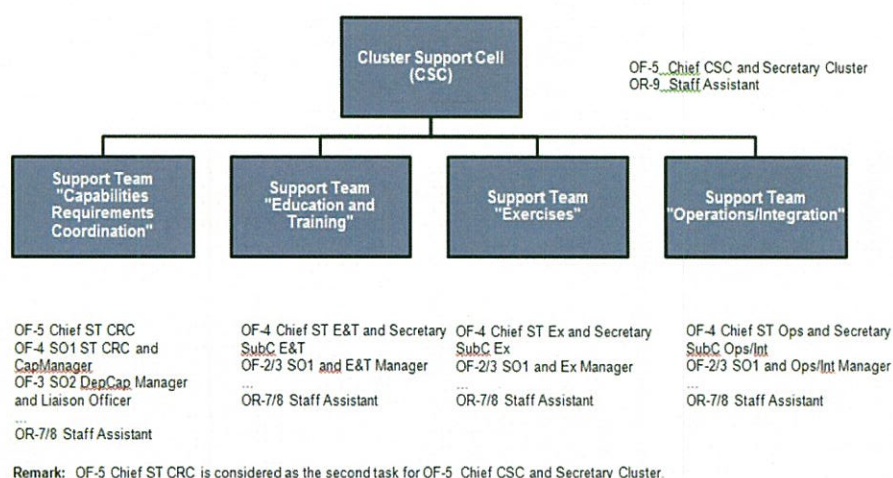 Cluster Support Cell
(CSC)
OF-5 Chief CSC and Secretary Cluster
OR-9 Staff Assistant
Support Team
"Capabilities
Requirements
Coordination"
Support Team
"Education and
Training"
Support Team
"Exercises"
Support Team
"Operations/Integration"
OF-5 Chief ST CRC
OF-4 SO1 ST CRC and
CapManager
OF-3 SO2 DepCap Manager
and Liaison Officer
...
OR-7/8 Staff Assistant
OF-4 Chief ST E&T and Secretary
SubC E&T
OF-2/3 SO1 and E&T Manager
...
OR-7/8 Staff Assistant
OF-4 Chief ST Ex and Secretary
SubC Ex
OF-2/3 SO1 and Ex Manager
...
OR-7/8 Staff Assistant
OF-4 Chief ST Ops and Secretary
SubC Ops/Int
OF-2/3 SO1 and Ops/Int Manager
...
OR-7/8 Staff Assistant
Remark: OF-5 Chief ST CRC is considered as the second task for OF-5 Chief CSC and Secretary Cluster.